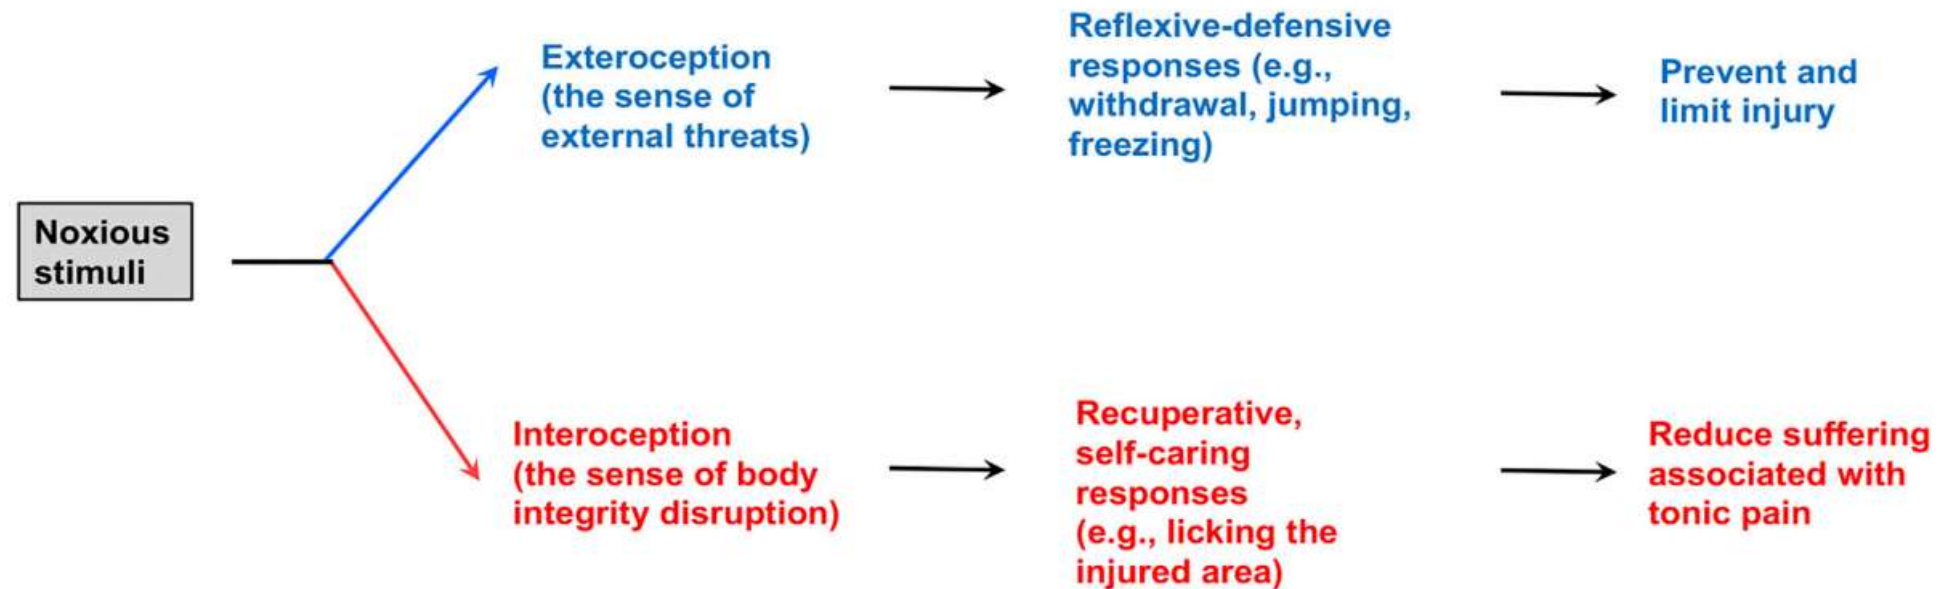 Noxious
stimuli
Exteroception
(the sense of
external threats)
Reflexive-defensive
responses (e.g.,
withdrawal, jumping,
freezing)
Prevent and
limit injury
Interoception
(the sense of body
integrity disruption)
Recuperative,
self-caring
responses
(e.g., licking the
injured area)
Reduce suffering
associated with
tonic pain